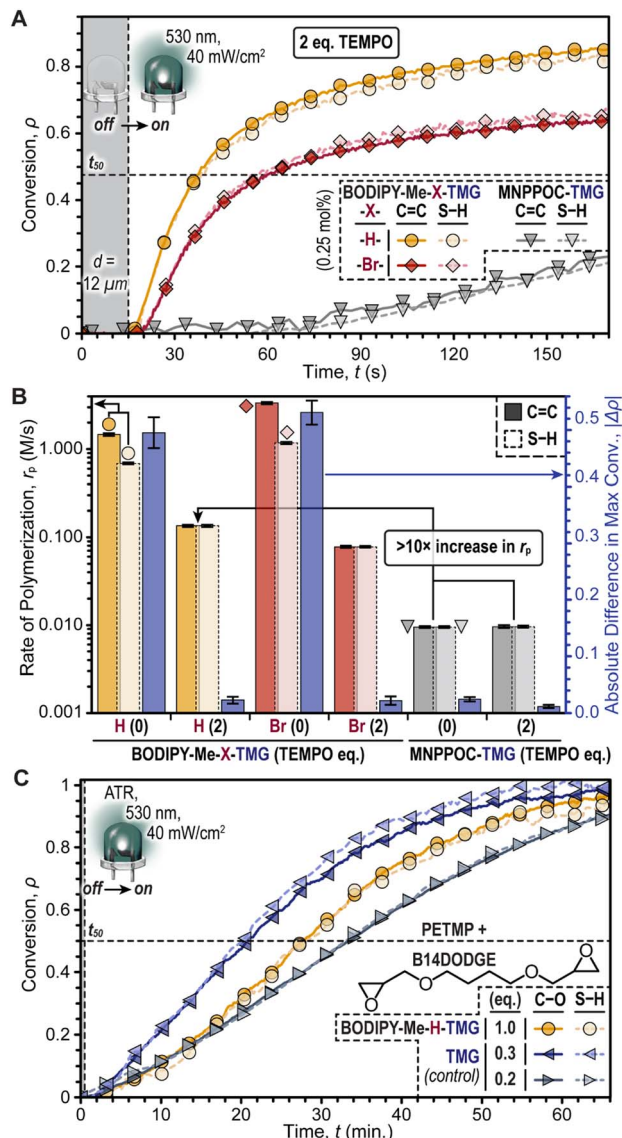 A
530 nm,
40 mW/cm²
2 eq. TEMPO
off → on
Conversion, ρ
1
0.8
0.6
0.4
0.2
0
t₅₀
d =
12 μm
(0.25 mol%)
BODIPY-Me-X-TMG MNPPOC-TMG
-X- C=C S–H C=C S–H
-H-
-Br-
30 60 90 120 150
Time, t (s)
B
Rate of Polymerization, rₚ (M/s)
1.000
0.100
0.010
0.001
C=C
S–H
>10× increase in rₚ
0.5
0.4
0.3
0.2
0.1
0.0
Absolute Difference in Max Conv., |Δρ|
H (0) H (2) Br (0) Br (2) (0) (2)
BODIPY-Me-X-TMG (TEMPO eq.) MNPPOC-TMG (TEMPO eq.)
C
ATR,
530 nm,
40 mW/cm²
off → on
Conversion, ρ
1
0.8
0.6
0.4
0.2
0
t₅₀
PETMP +
B14DODGE
O O O O
(eq.) C–O S–H
BODIPY-Me-H-TMG 1.0
TMG 0.3
(control) 0.2
0 10 20 30 40 50 60
Time, t (min.)